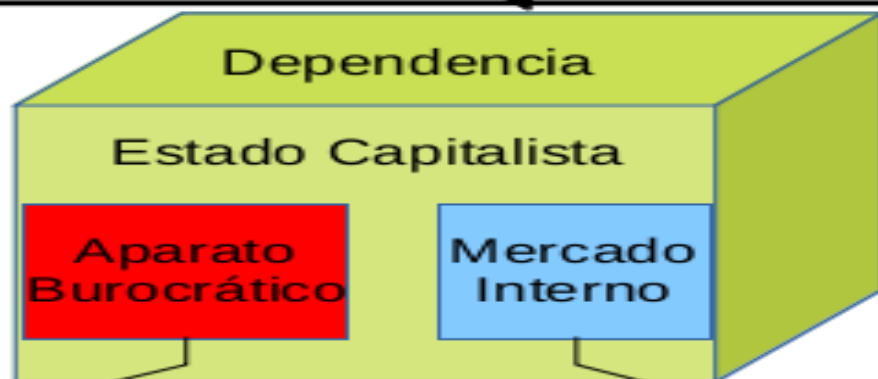 Dependencia
Estado Capitalista
Aparato
Burocrático
Mercado
Interno